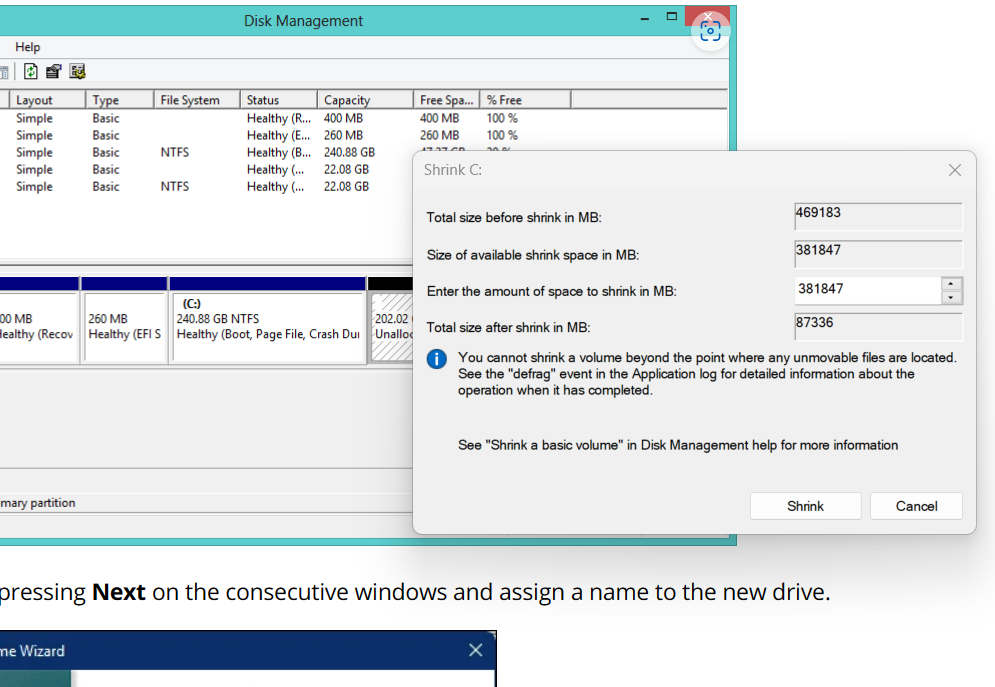 Disk Management
Help
Layout Type File System Status Capacity Free Spa... % Free
Simple Basic Healthy (R... 400 MB 400 MB 100 %
Simple Basic Healthy (E... 260 MB 260 MB 100 %
Simple Basic NTFS Healthy (B... 240.88 GB
Simple Basic Healthy (... 22.08 GB
Simple Basic NTFS Healthy (... 22.08 GB
Shrink C:
Total size before shrink in MB: 469183
Size of available shrink space in MB: 381847
Enter the amount of space to shrink in MB: 381847
Total size after shrink in MB: 87336
You cannot shrink a volume beyond the point where any unmovable files are located.
See the "defrag" event in the Application log for detailed information about the
operation when it has completed.
See "Shrink a basic volume" in Disk Management help for more information
Shrink Cancel
(C:)
00 MB 260 MB 240.88 GB NTFS 202.02
Healthy (Recov Healthy (EFI S Healthy (Boot, Page File, Crash Du Unalloc
mary partition
pressing Next on the consecutive windows and assign a name to the new drive.
me Wizard